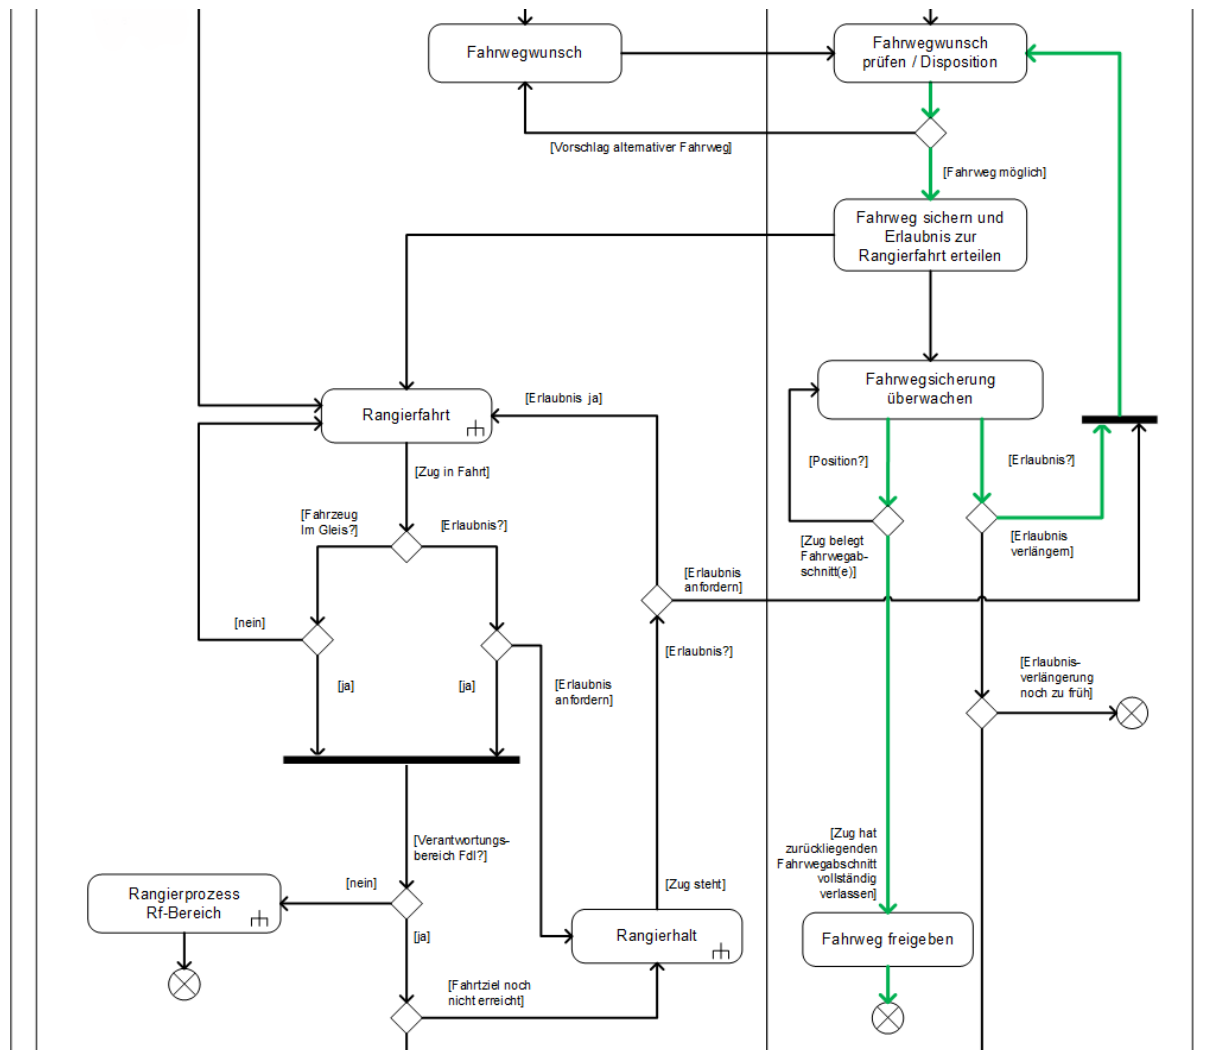 Fahrwegwunsch
Fahrwegwunsch
prüfen / Disposition
[Vorschlag alternativer Fahrweg]
[Fahrweg möglich]
Fahrweg sichern und
Erlaubnis zur
Rangierfahrt erteilen
Fahrwegsicherung
überwachen
[Erlaubnis ja]
Rangierfahrt
[Position?]
[Erlaubnis?]
[Zug in Fahrt]
[Fahrzeug
Im Gleis?]
[Erlaubnis?]
[Zug belegt
Fahrwegab-
schnitt(e)]
[Erlaubnis
verlängern]
[Erlaubnis
anfordern]
[nein]
[Erlaubnis?]
[ja]
[ja]
[Erlaubnis
anfordern]
[Erlaubnis-
verlängerung
noch zu früh]
[Verantwortungs-
bereich Fdl?]
[Zug hat
zurückliegenden
Fahrwegabschnitt
vollständig
verlassen]
[nein]
[Zug steht]
Rangierprozess
Rf-Bereich
[ja]
Rangierhalt
Fahrweg freigeben
[Fahrtziel noch
nicht erreicht]